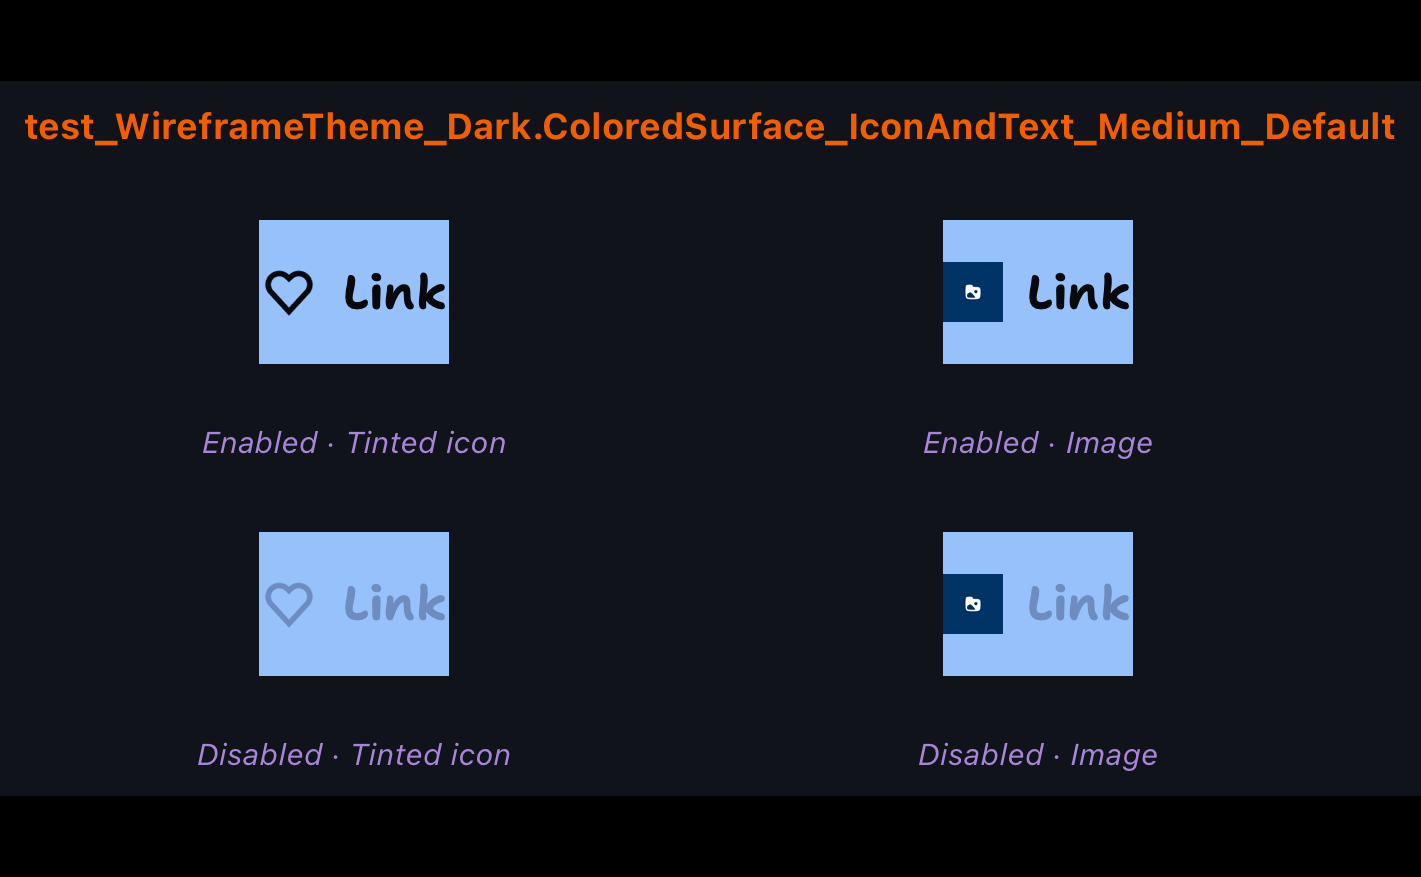 test_WireframeTheme_Dark.ColoredSurface_IconAndText_Medium_Default
Link
Link
Enabled · Tinted icon
Enabled · Image
Link
Link
Disabled · Tinted icon
Disabled · Image